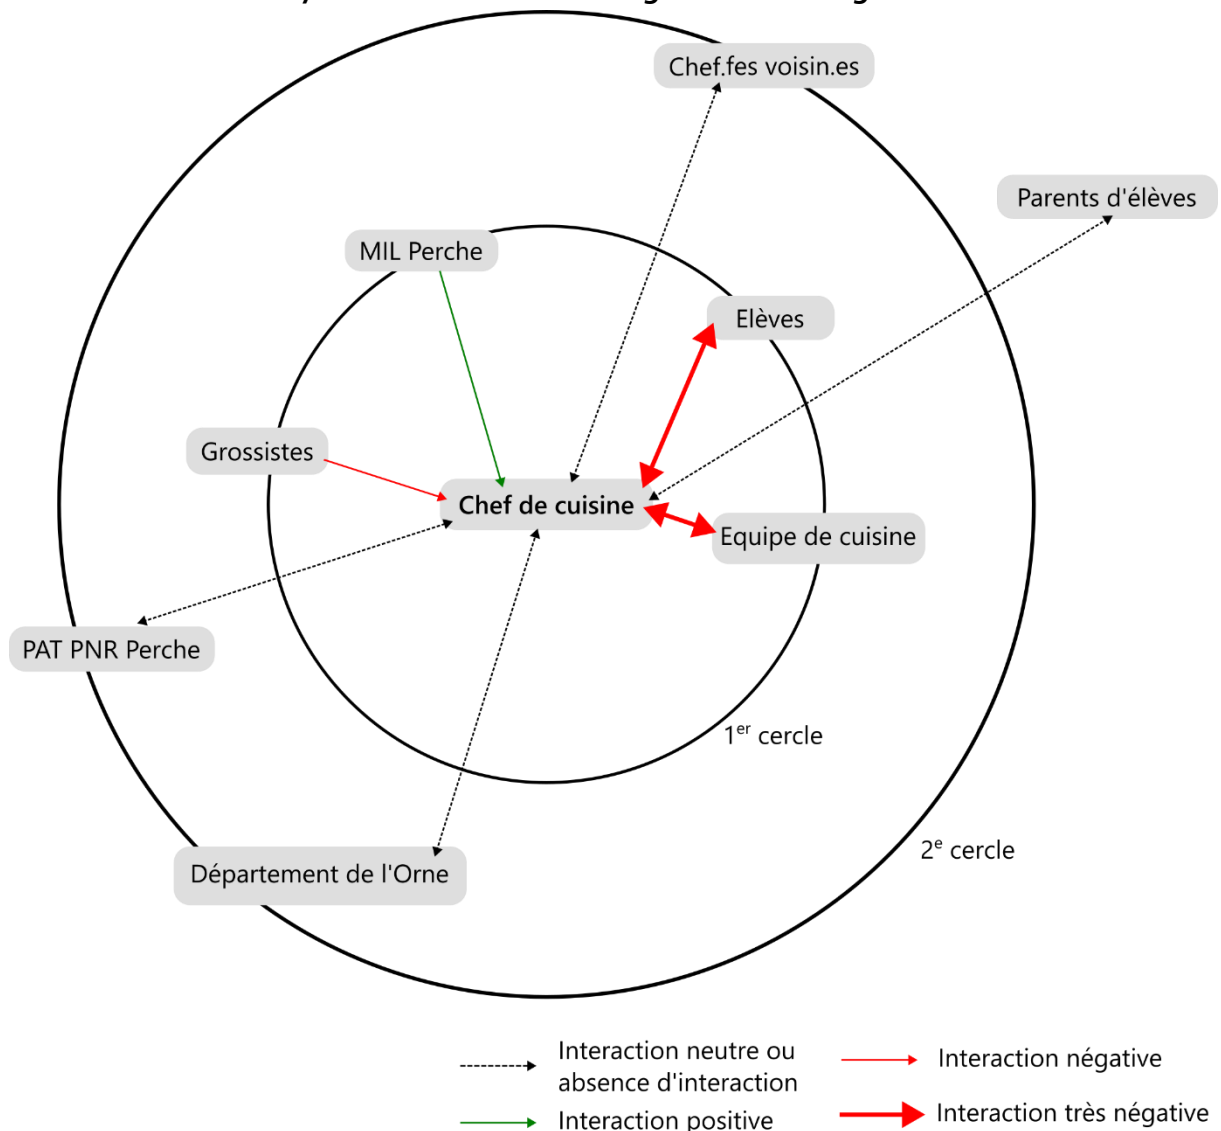 Chef.fes voisin.es
Parents d'élèves
MIL Perche
Elèves
Grossistes
Chef de cuisine
Equipe de cuisine
PAT PNR Perche
1er cercle
2e cercle
Département de l'Orne
Interaction neutre ou
absence d'interaction
Interaction positive
Interaction négative
Interaction très négative